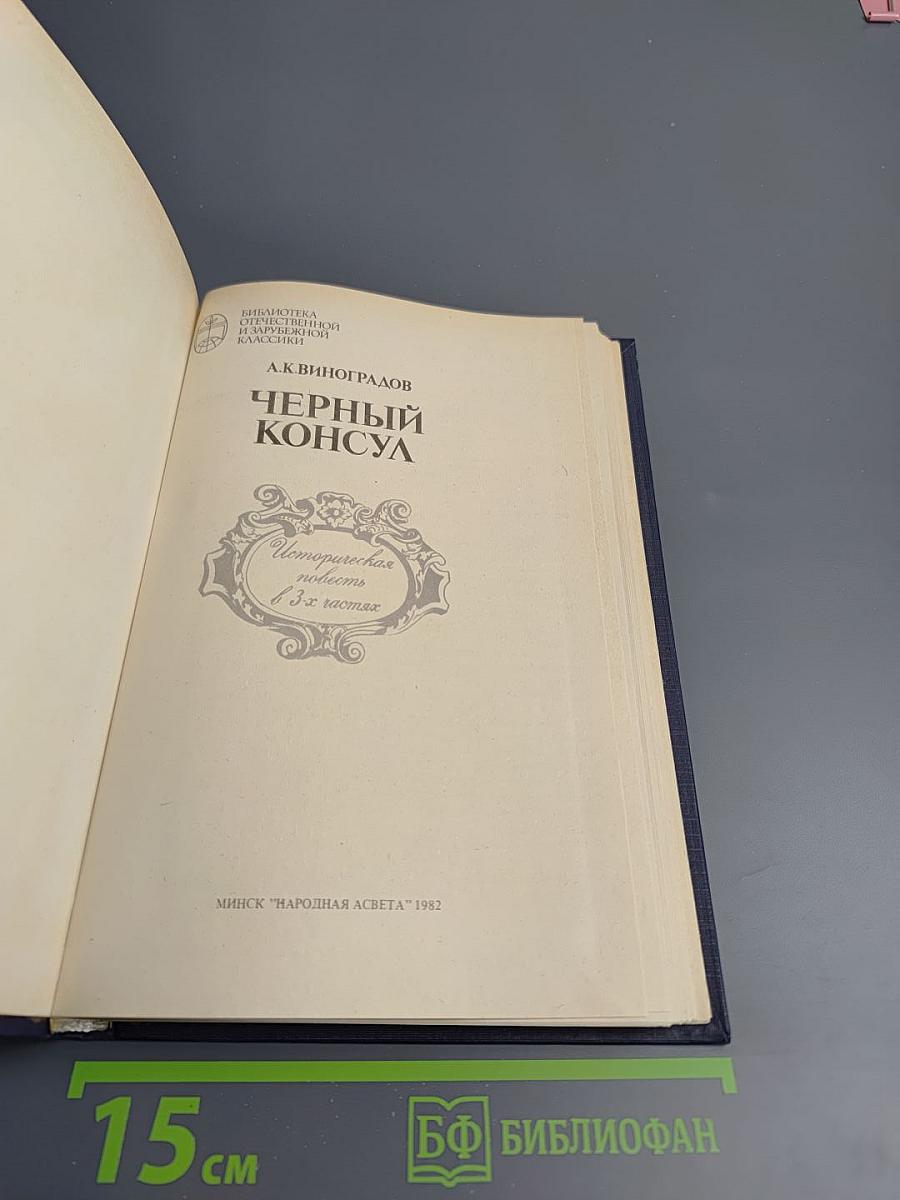 БИБЛИОТЕКА
ОТЕЧЕСТВЕННОЙ
И ЗАРУБЕЖНОЙ
КЛАССИКИ
А.К.ВИНОГРАДОВ
ЧЕРНЫЙ
КОНСУЛ
Историческая
повесть
в 3-х частях
МИНСК "НАРОДНАЯ АСВЕТА" 1982
15 см
БФ БИБЛИОФАН